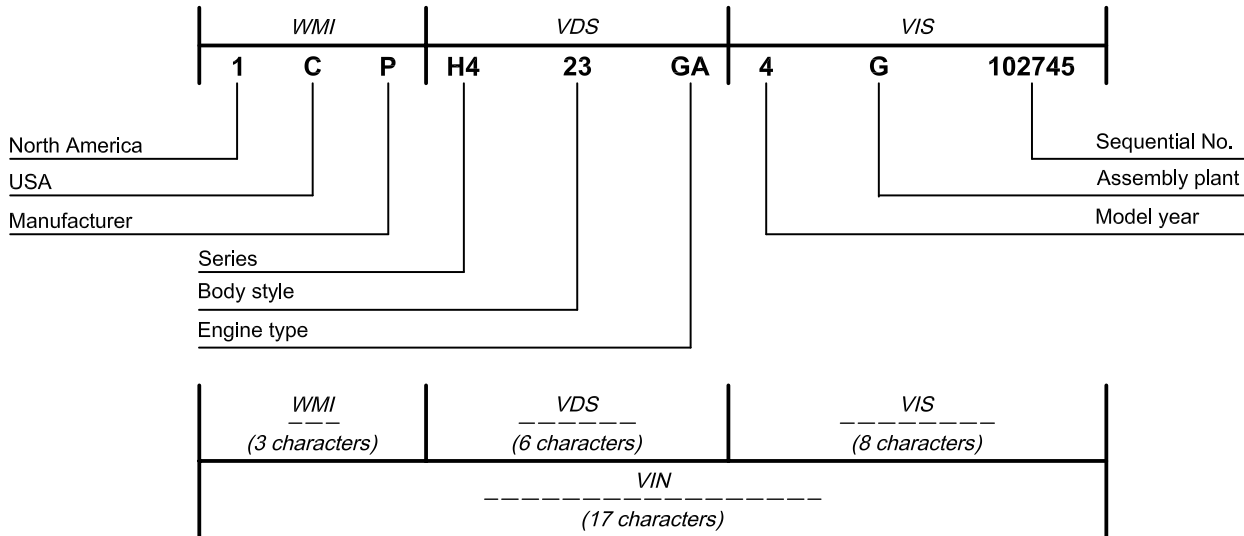 WMI VDS VIS
1 C P H4 23 GA 4 G 102745
North America Sequential No.
USA Assembly plant
Manufacturer Model year
Series
Body style
Engine type
WMI VDS VIS
(3 characters) (6 characters) (8 characters)
VIN
(17 characters)